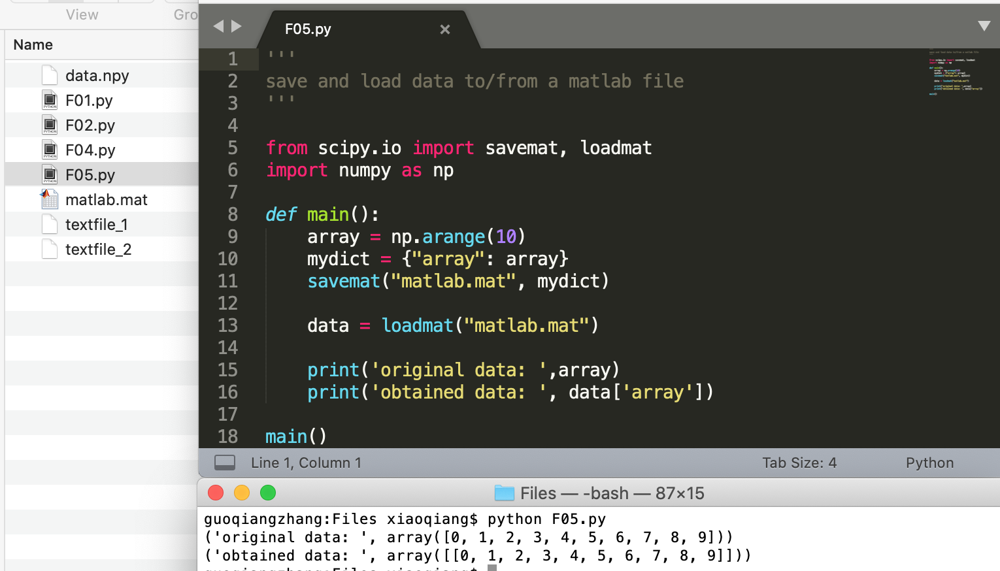 View
Gro
Name
data.npy
F01.py
F02.py
F04.py
F05.py
matlab.mat
textfile_1
textfile_2
F05.py
1 '''
2 save and load data to/from a matlab file
3 '''
4
5 from scipy.io import savemat, loadmat
6 import numpy as np
7
8 def main():
9     array = np.arange(10)
10     mydict = {"array": array}
11     savemat("matlab.mat", mydict)
12
13     data = loadmat("matlab.mat")
14
15     print('original data: ',array)
16     print('obtained data: ', data['array'])
17
18 main()
Line 1, Column 1 Tab Size: 4 Python
Files — -bash — 87×15
guoqiangzhang:Files xiaoqiang$ python F05.py
('original data: ', array([0, 1, 2, 3, 4, 5, 6, 7, 8, 9]))
('obtained data: ', array([[0, 1, 2, 3, 4, 5, 6, 7, 8, 9]]))
guoqiangzhang:Files xiaoqiang$